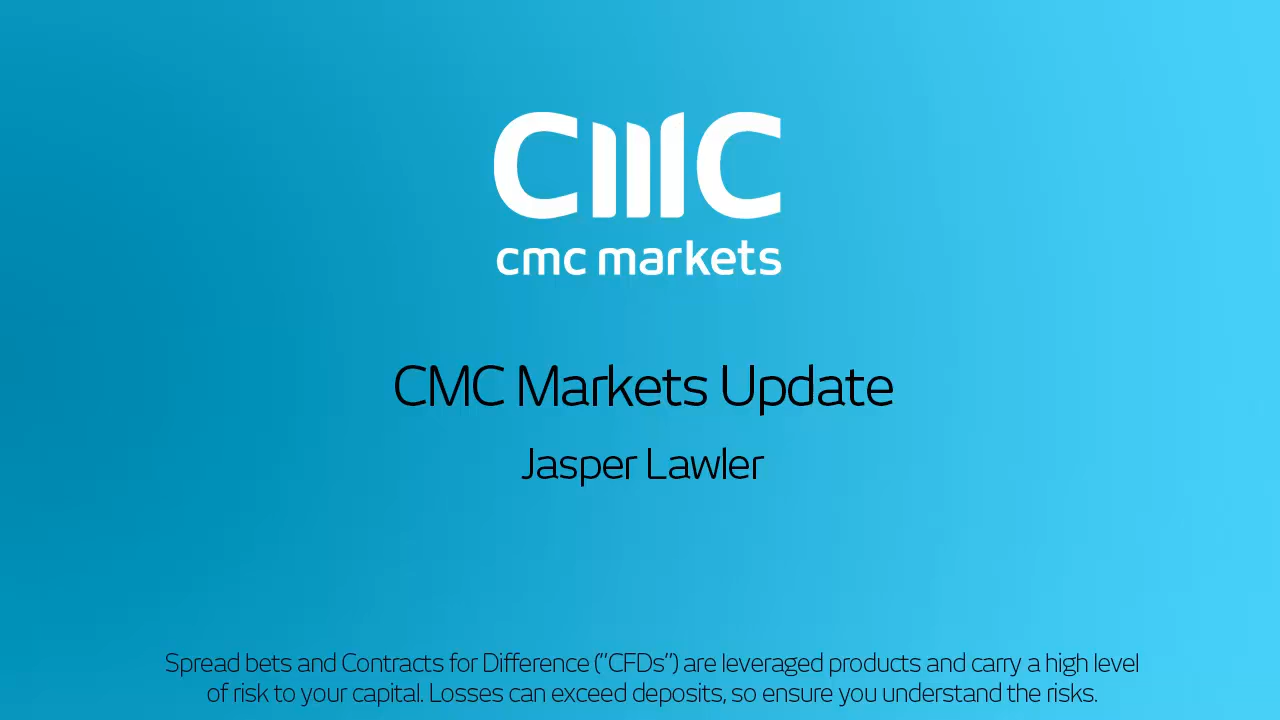 CMC
cmc markets
CMC Markets Update
Jasper Lawler
Spread bets and Contracts for Difference (”CFDs”) are leveraged products and carry a high level
of risk to your capital. Losses can exceed deposits, so ensure you understand the risks.